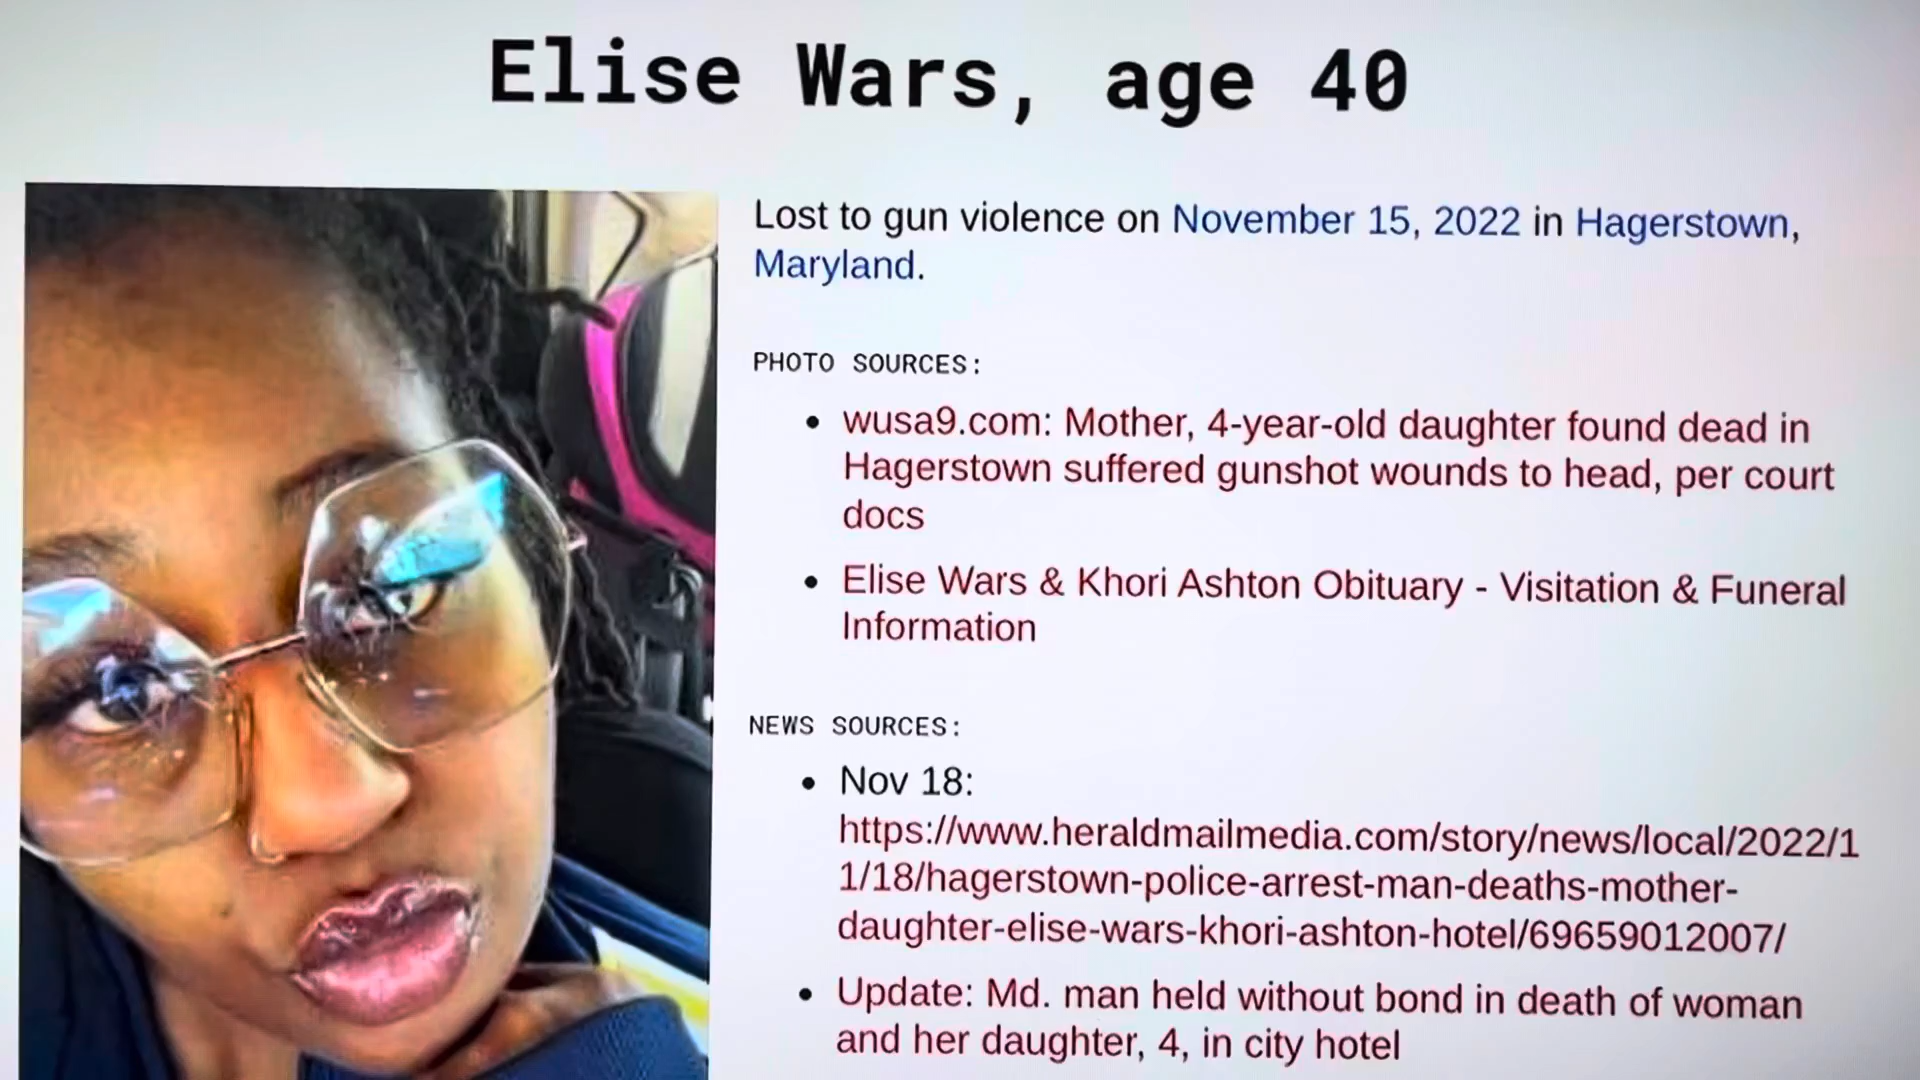 Elise Wars, age 40
Lost to gun violence on November 15, 2022 in Hagerstown,
Maryland.
PHOTO SOURCES:
• wusa9.com: Mother, 4-year-old daughter found dead in
Hagerstown suffered gunshot wounds to head, per court
docs
• Elise Wars & Khori Ashton Obituary - Visitation & Funeral
Information
NEWS SOURCES:
• Nov 18:
https://www.heraldmailmedia.com/story/news/local/2022/1
1/18/hagerstown-police-arrest-man-deaths-mother-
daughter-elise-wars-khori-ashton-hotel/69659012007/
• Update: Md. man held without bond in death of woman
and her daughter, 4, in city hotel